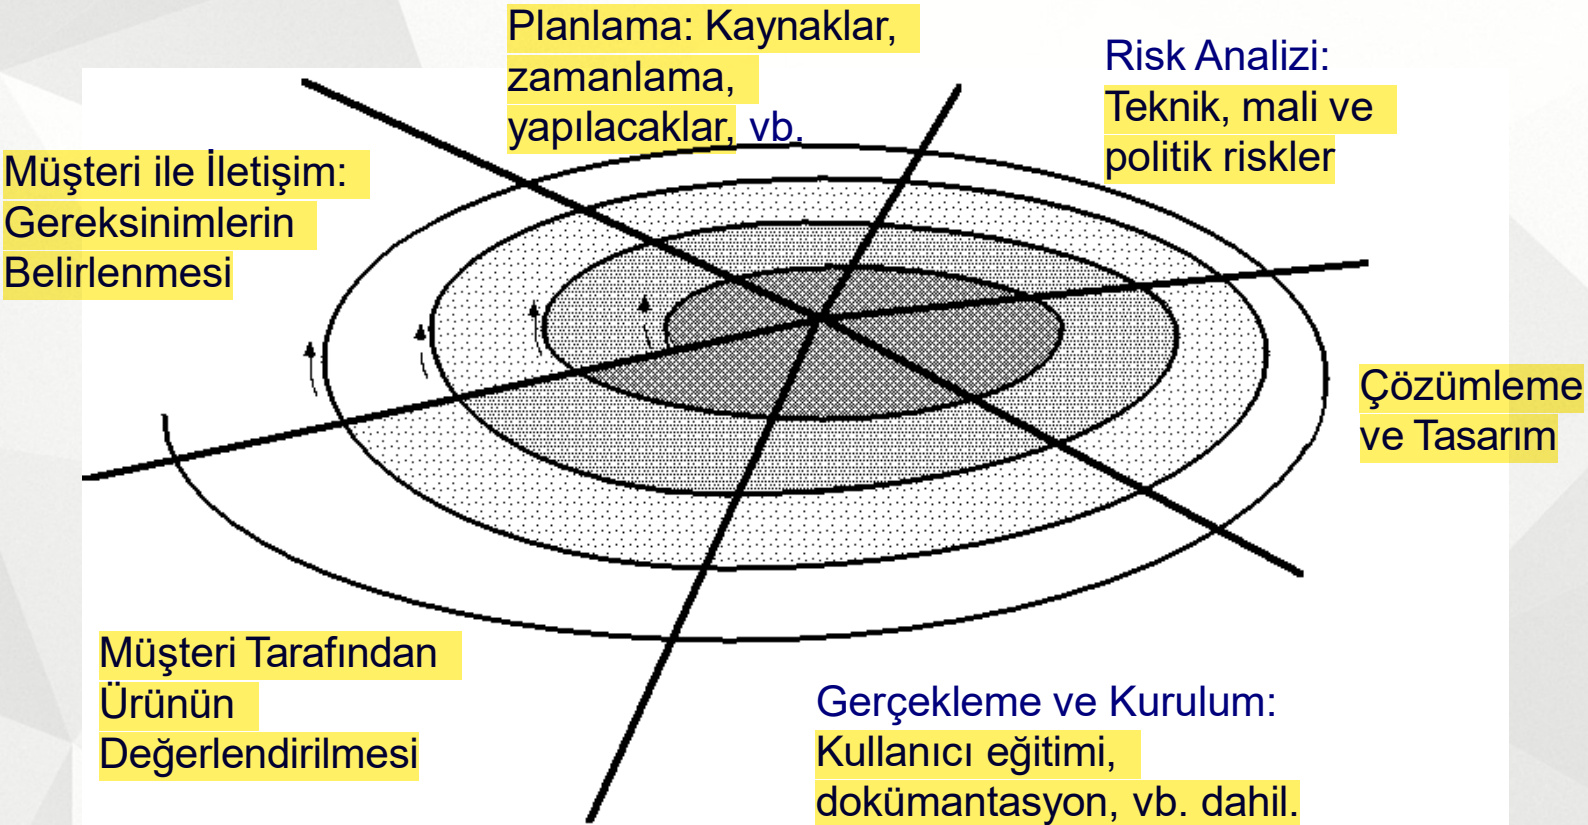 Planlama: Kaynaklar,
zamanlama,
yapılacaklar, vb.
Risk Analizi:
Teknik, mali ve
politik riskler
Müşteri ile İletişim:
Gereksinimlerin
Belirlenmesi
Çözümleme
ve Tasarım
Müşteri Tarafından
Ürünün
Değerlendirilmesi
Gerçekleme ve Kurulum:
Kullanıcı eğitimi,
dokümantasyon, vb. dahil.